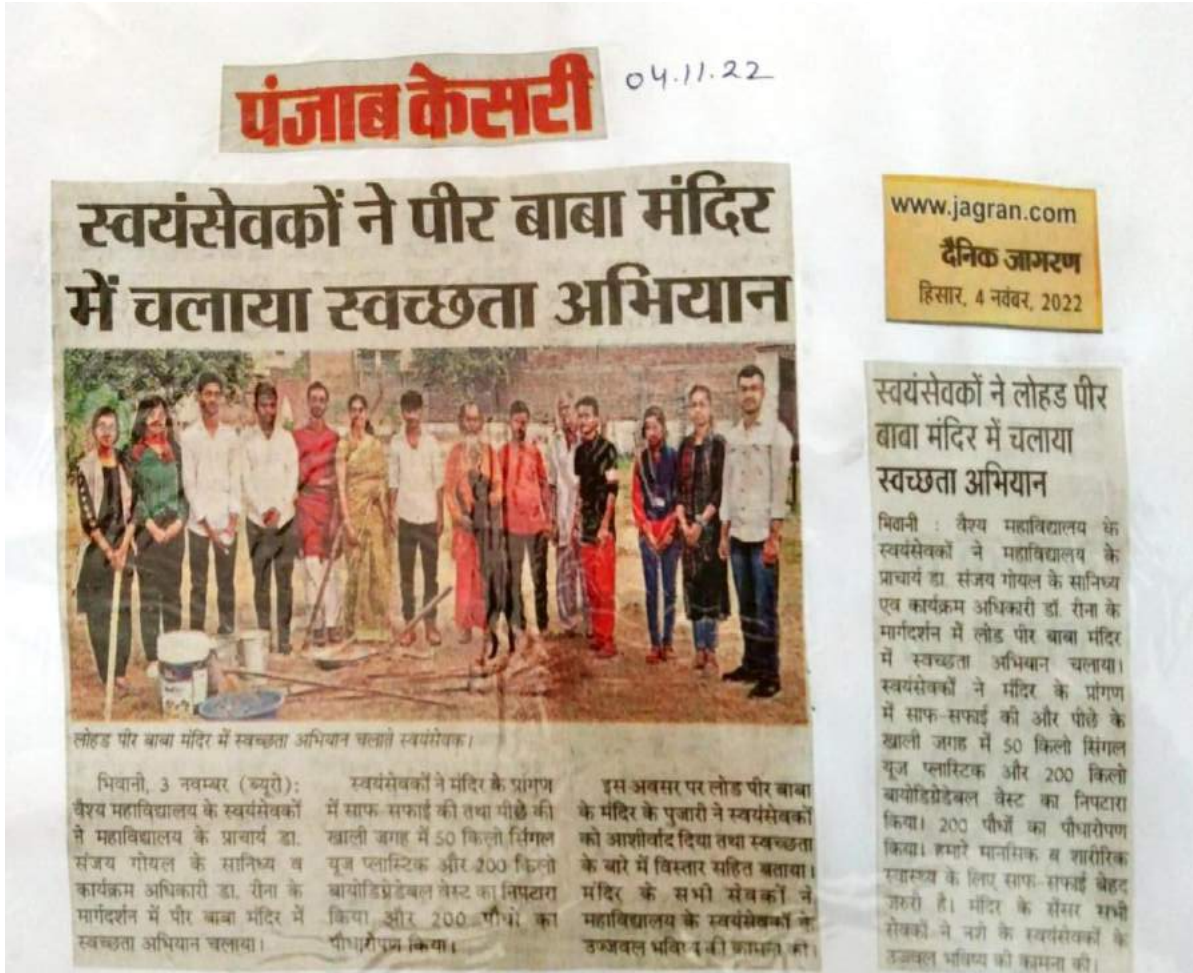 पंजाब केसरी
04.11.22
स्वयंसेवकों ने पीर बाबा मंदिर
में चलाया स्वच्छता अभियान
लोहड पीर बाबा मंदिर में स्वच्छता अभियान चलाते स्वयंसेवक।
भिवानी, 3 नवम्बर (ब्यूरो):
वैश्य महाविद्यालय के स्वयंसेवकों
ने महाविद्यालय के प्राचार्य डा.
संजय गोयल के सानिध्य व
कार्यक्रम अधिकारी डा. रीना के
मार्गदर्शन में पीर बाबा मंदिर में
स्वच्छता अभियान चलाया।
स्वयंसेवकों ने मंदिर के प्रांगण
में साफ-सफाई की तथा पीछे की
खाली जगह में 50 किलो सिंगल
यूज प्लास्टिक और 200 किलो
बायोडिग्रेडेबल वेस्ट का निपटारा
किया और 200 पौधों का
पौधारोपण किया।
इस अवसर पर लोड पीर बाबा
के मंदिर के पुजारी ने स्वयंसेवकों
को आशीर्वाद दिया तथा स्वच्छता
के बारे में विस्तार सहित बताया।
मंदिर के सभी सेवकों ने
महाविद्यालय के स्वयंसेवकों के
उज्जवल भविष्य की कामना की।
www.jagran.com
दैनिक जागरण
हिसार, 4 नवंबर, 2022
स्वयंसेवकों ने लोहड पीर
बाबा मंदिर में चलाया
स्वच्छता अभियान
भिवानी : वैश्य महाविद्यालय के
स्वयंसेवकों ने महाविद्यालय के
प्राचार्य डा. संजय गोयल के सानिध्य
एव कार्यक्रम अधिकारी डॉ. रीना के
मार्गदर्शन में लोड पीर बाबा मंदिर
में स्वच्छता अभियान चलाया।
स्वयंसेवकों ने मंदिर के प्रांगण
में साफ-सफाई की और पीछे के
खाली जगह में 50 किलो सिंगल
यूज प्लास्टिक और 200 किलो
बायोडिग्रेडेबल वेस्ट का निपटारा
किया। 200 पौधों का पौधारोपण
किया। हमारे मानसिक व शारीरिक
स्वास्थ्य के लिए साफ-सफाई बेहद
जरुरी है। मंदिर के सभी
सेवकों ने के स्वयंसेवकों के
उज्जवल भविष्य की कामना की।